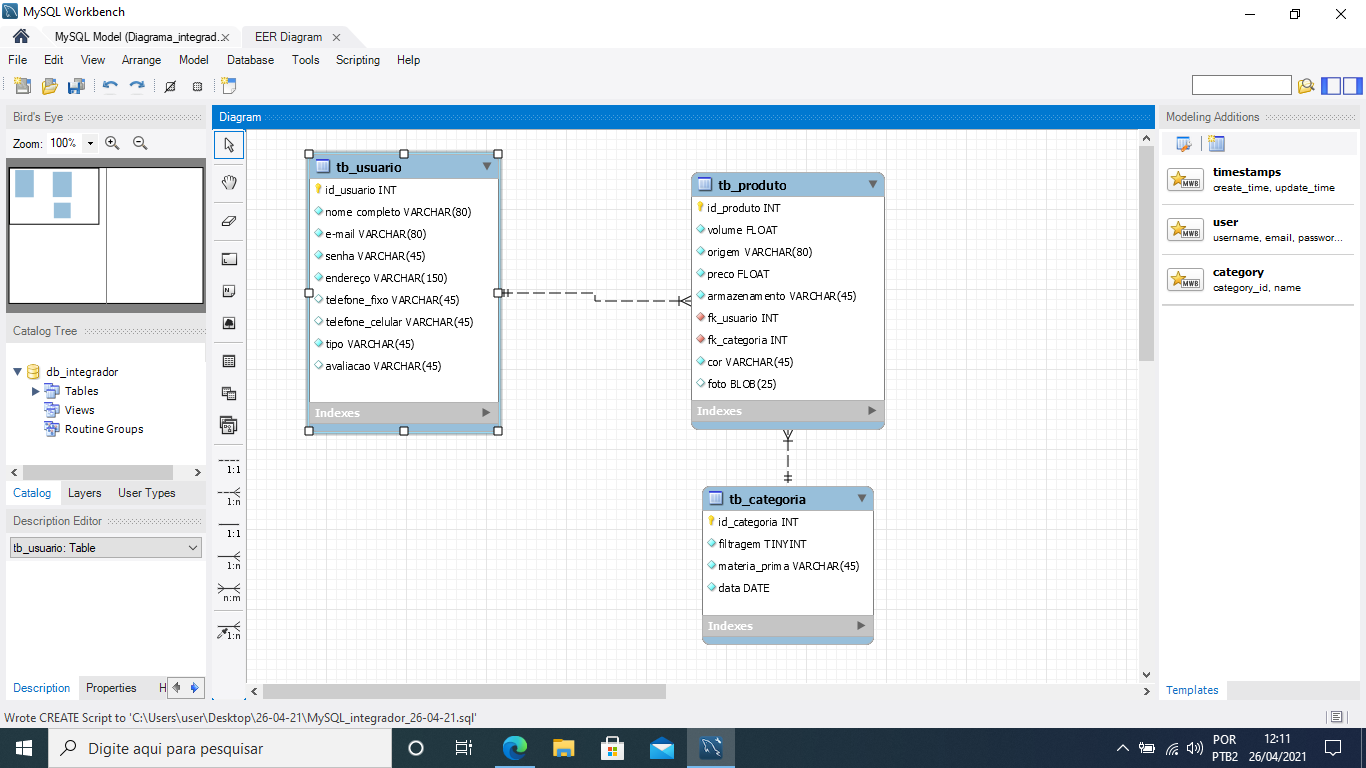 MySQL Workbench
MySQL Model (Diagrama_integrad...
EER Diagram
File Edit View Arrange Model Database Tools Scripting Help
Bird's Eye
Zoom: 100%
Catalog Tree
db_integrador
Tables
Views
Routine Groups
Catalog Layers User Types
Description Editor
tb_usuario: Table
Description Properties H
Diagram
1:1
1:n
1:1
1:n
n:m
1:n
tb_usuario
id_usuario INT
nome completo VARCHAR(80)
e-mail VARCHAR(80)
senha VARCHAR(45)
endereço VARCHAR(150)
telefone_fixo VARCHAR(45)
telefone_celular VARCHAR(45)
tipo VARCHAR(45)
avaliacao VARCHAR(45)
Indexes
tb_produto
id_produto INT
volume FLOAT
origem VARCHAR(80)
preco FLOAT
armazenamento VARCHAR(45)
fk_usuario INT
fk_categoria INT
cor VARCHAR(45)
foto BLOB(25)
Indexes
tb_categoria
id_categoria INT
filtragem TINYINT
materia_prima VARCHAR(45)
data DATE
Indexes
Modeling Additions
MWB
timestamps
create_time, update_time
MWB
user
username, email, passwor...
MWB
category
category_id, name
Templates
Wrote CREATE Script to 'C:\Users\user\Desktop\26-04-21\MySQL_integrador_26-04-21.sql'
Digite aqui para pesquisar
POR
PTB2
12:11
26/04/2021